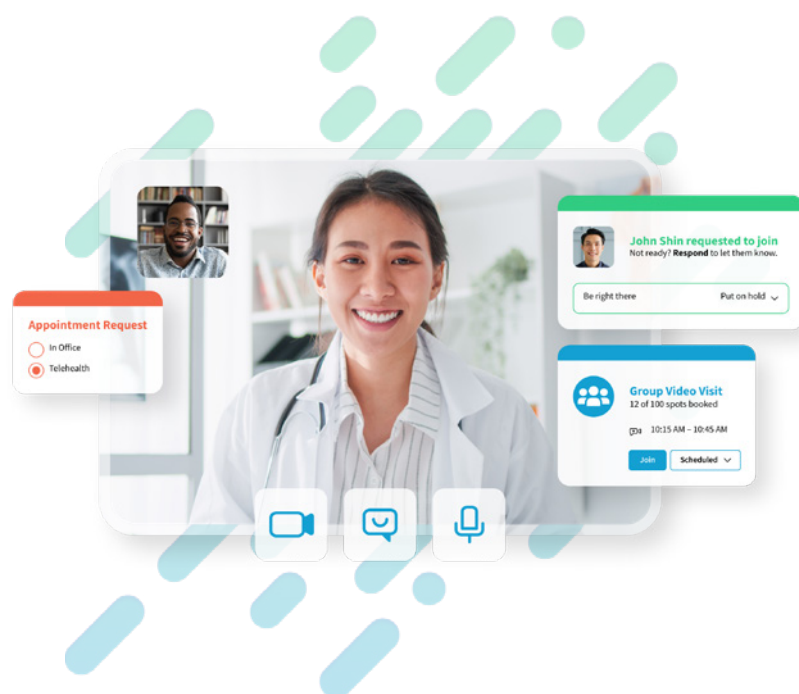 Appointment Request
In Office
Telehealth
John Shin requested to join
Not ready? Respond to let them know.
Be right there
Put on hold
Group Video Visit
12 of 100 spots booked
10:15 AM – 10:45 AM
Join
Scheduled